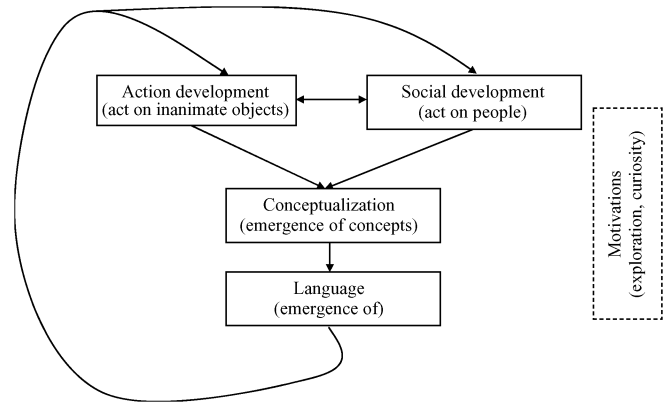 Action development
(act on inanimate objects)
Social development
(act on people)
Conceptualization
(emergence of concepts)
Language
(emergence of)
Motivations
(exploration, curiosity)